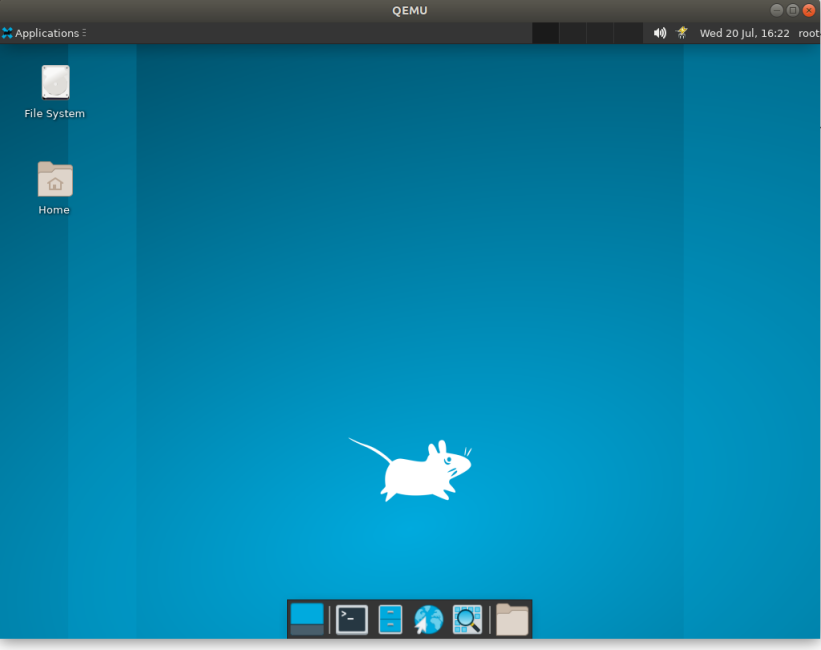 QEMU
Applications
Wed 20 Jul, 16:22
root
File System
Home
>_